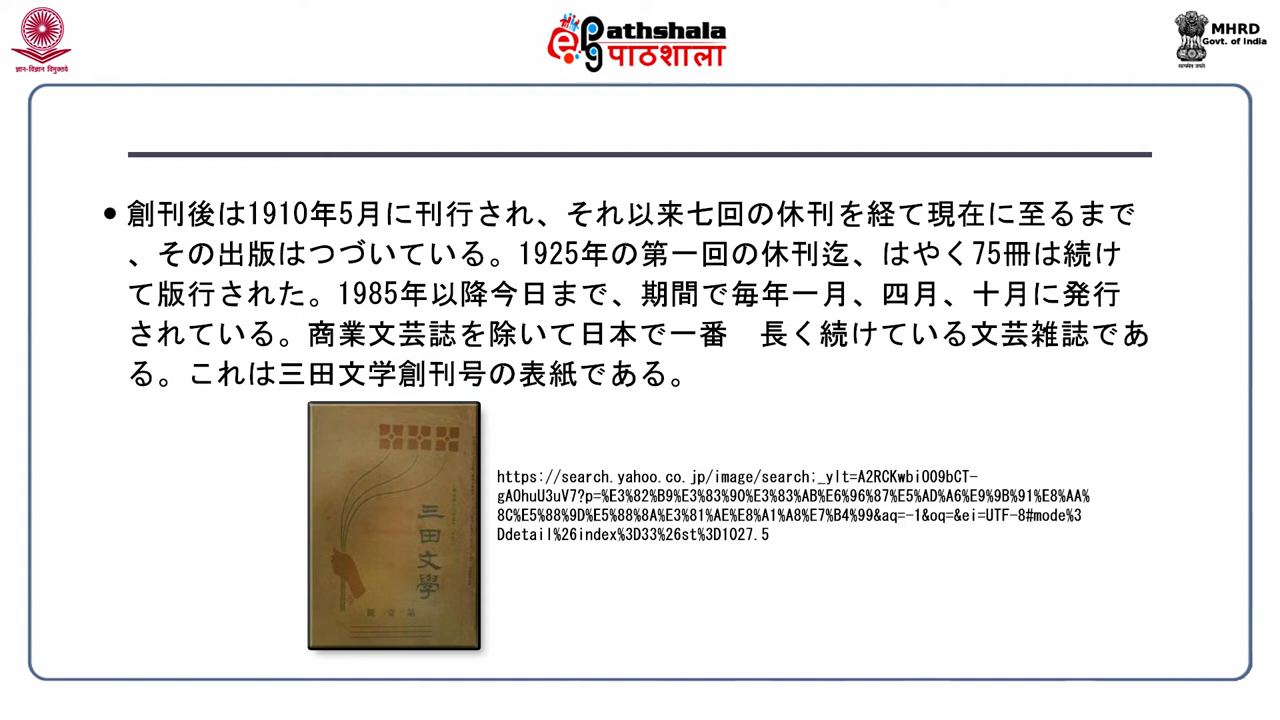 ज्ञान-विज्ञान विमुक्तये
ePG Pathshala
पाठशाला
MHRD
Govt. of India
सत्यमेव जयते
• 創刊後は1910年5月に刊行され、それ以来七回の休刊を経て現在に至るまで
、その出版はつづいている。1925年の第一回の休刊迄、はやく75冊は続け
て版行された。1985年以降今日まで、期間で毎年一月、四月、十月に発行
されている。商業文芸誌を除いて日本で一番　長く続けている文芸雑誌であ
る。これは三田文学創刊号の表紙である。
三田文學
https://search.yahoo.co.jp/image/search;_ylt=A2RCKwbiO09bCT-
gA0huU3uV7?p=%E3%82%B9%E3%83%90%E3%83%AB%E6%96%87%E5%AD%A6%E9%9B%91%E8%AA%
8C%E5%88%9D%E5%88%8A%E3%81%AE%E8%A1%A8%E7%B4%99&aq=-1&oq=&ei=UTF-8#mode%3
Ddetail%26index%3D33%26st%3D1027.5